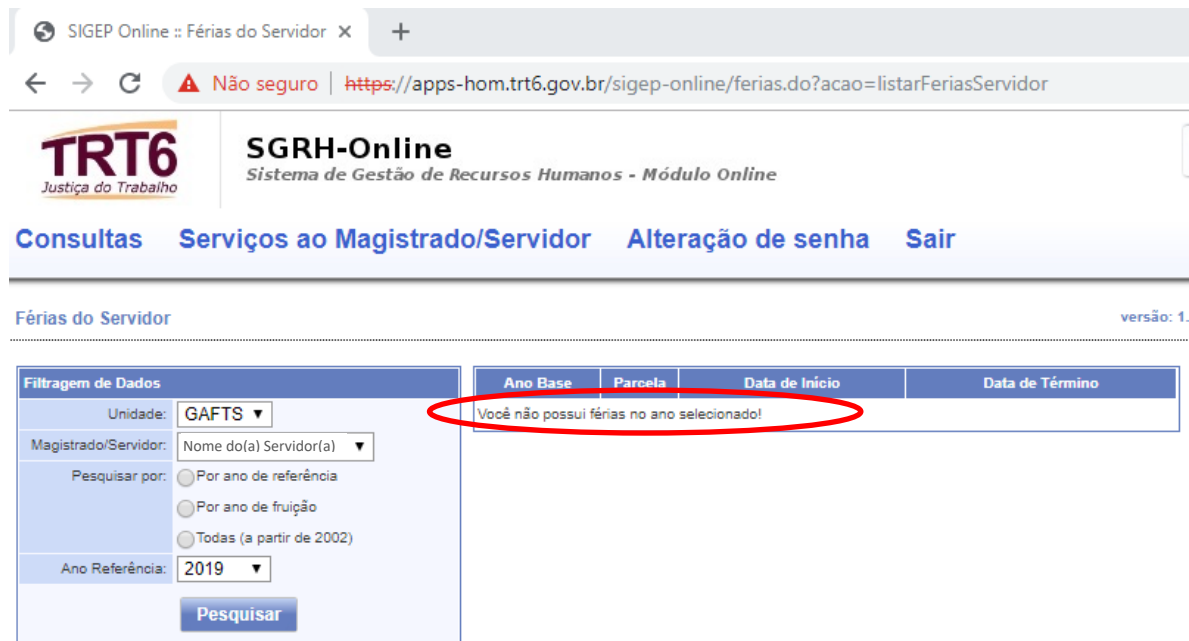 SIGEP Online :: Férias do Servidor
Não seguro | https://apps-hom.trt6.gov.br/sigep-online/ferias.do?acao=listarFeriasServidor
TRT6
Justiça do Trabalho
SGRH-Online
Sistema de Gestão de Recursos Humanos - Módulo Online
Consultas Serviços ao Magistrado/Servidor Alteração de senha Sair
Férias do Servidor versão: 1.
Filtragem de Dados
Unidade: GAFTS
Magistrado/Servidor: Nome do(a) Servidor(a)
Pesquisar por: Por ano de referência
Por ano de fruição
Todas (a partir de 2002)
Ano Referência: 2019
Pesquisar
Ano Base Parcela Data de Início Data de Término
Você não possui férias no ano selecionado!